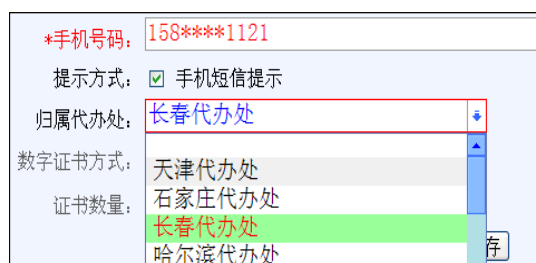 *手机号码： 158****1121
提示方式： 手机短信提示
归属代办处： 长春代办处
数字证书方式：
天津代办处
石家庄代办处
证书数量：
长春代办处
哈尔滨代办处
存